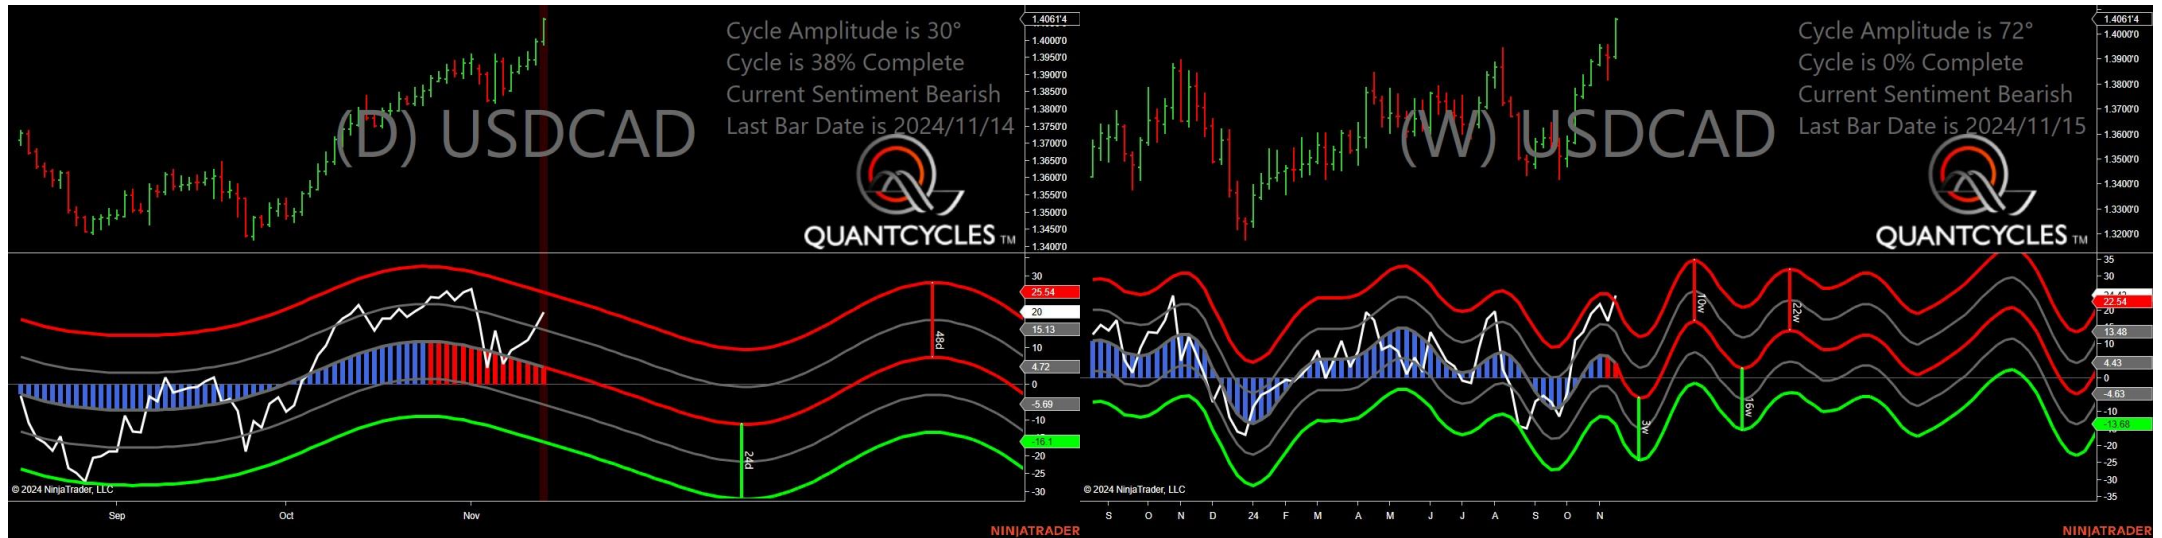 Cycle Amplitude is 30°
Cycle is 38% Complete
Current Sentiment Bearish
Last Bar Date is 2024/11/14
(D) USDCAD
QUANTCYCLES TM
1.4061'4
1.4000'0
1.3950'0
1.3900'0
1.3850'0
1.3800'0
1.3750'0
1.3700'0
1.3650'0
1.3600'0
1.3550'0
1.3500'0
1.3450'0
1.3400'0
30
25.54
20
15.13
10
4.72
0
-5.69
-10
-16.1
-20
-25
-30
48d
24d
© 2024 NinjaTrader, LLC
Sep
Oct
Nov
NINJATRADER
Cycle Amplitude is 72°
Cycle is 0% Complete
Current Sentiment Bearish
Last Bar Date is 2024/11/15
(W) USDCAD
QUANTCYCLES TM
1.4061'4
1.4000'0
1.3900'0
1.3800'0
1.3700'0
1.3600'0
1.3500'0
1.3400'0
1.3300'0
1.3200'0
35
30
22.54
20
13.48
10
4.43
0
-4.63
-10
-13.68
-20
-25
-30
-35
10w
22w
3w
16w
© 2024 NinjaTrader, LLC
S O N D 24 F M A M J J A S O N
NINJATRADER